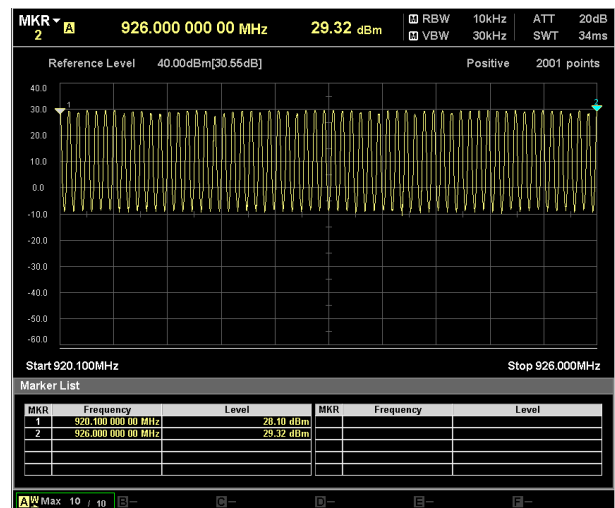 MKR A 926.000 000 00 MHz 29.32 dBm M RBW 10kHz ATT 20dB
2 M VBW 30kHz SWT 34ms
Reference Level 40.00dBm[30.55dB] Positive 2001 points
40.0
30.0 1 2
20.0
10.0
0.0
-10.0
-20.0
-30.0
-40.0
-50.0
-60.0
Start 920.100MHz Stop 926.000MHz
Marker List
MKR Frequency Level MKR Frequency Level
1 920.100 000 00 MHz 28.10 dBm
2 926.000 000 00 MHz 29.32 dBm
A Max 10 / 10 B- C- D- E- F-